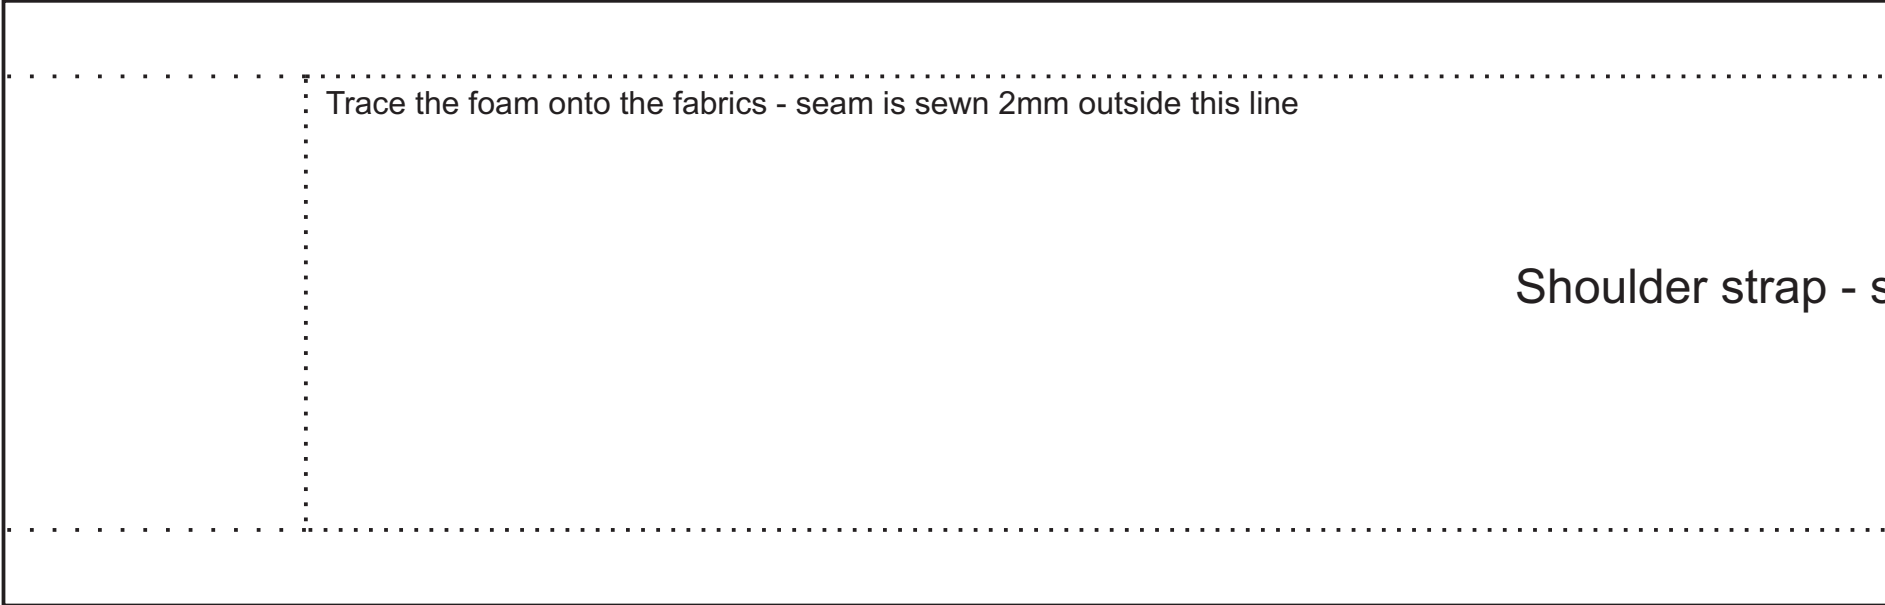 Trace the foam onto the fabrics - seam is sewn 2mm outside this line
Shoulder strap -